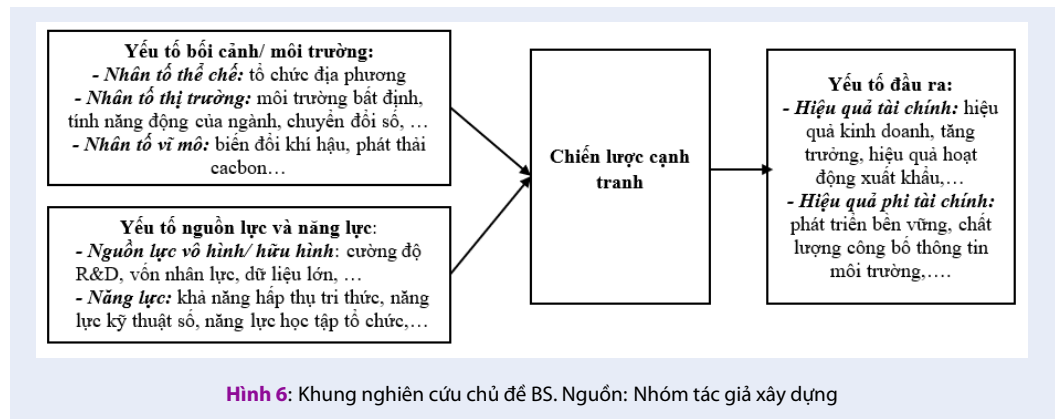 Yếu tố bối cảnh/ môi trường:
- Nhân tố thể chế: tổ chức địa phương
- Nhân tố thị trường: môi trường bất định,
tính năng động của ngành, chuyển đổi số, …
- Nhân tố vĩ mô: biến đổi khí hậu, phát thải
cacbon…
Yếu tố nguồn lực và năng lực:
- Nguồn lực vô hình/ hữu hình: cường độ
R&D, vốn nhân lực, dữ liệu lớn, …
- Năng lực: khả năng hấp thụ tri thức, năng
lực kỹ thuật số, năng lực học tập tổ chức,…
Chiến lược cạnh
tranh
Yếu tố đầu ra:
- Hiệu quả tài chính: hiệu
quả kinh doanh, tăng
trưởng, hiệu quả hoạt
động xuất khẩu,…
- Hiệu quả phi tài chính:
phát triển bền vững, chất
lượng công bố thông tin
môi trường,….
Hình 6: Khung nghiên cứu chủ đề BS. Nguồn: Nhóm tác giả xây dựng